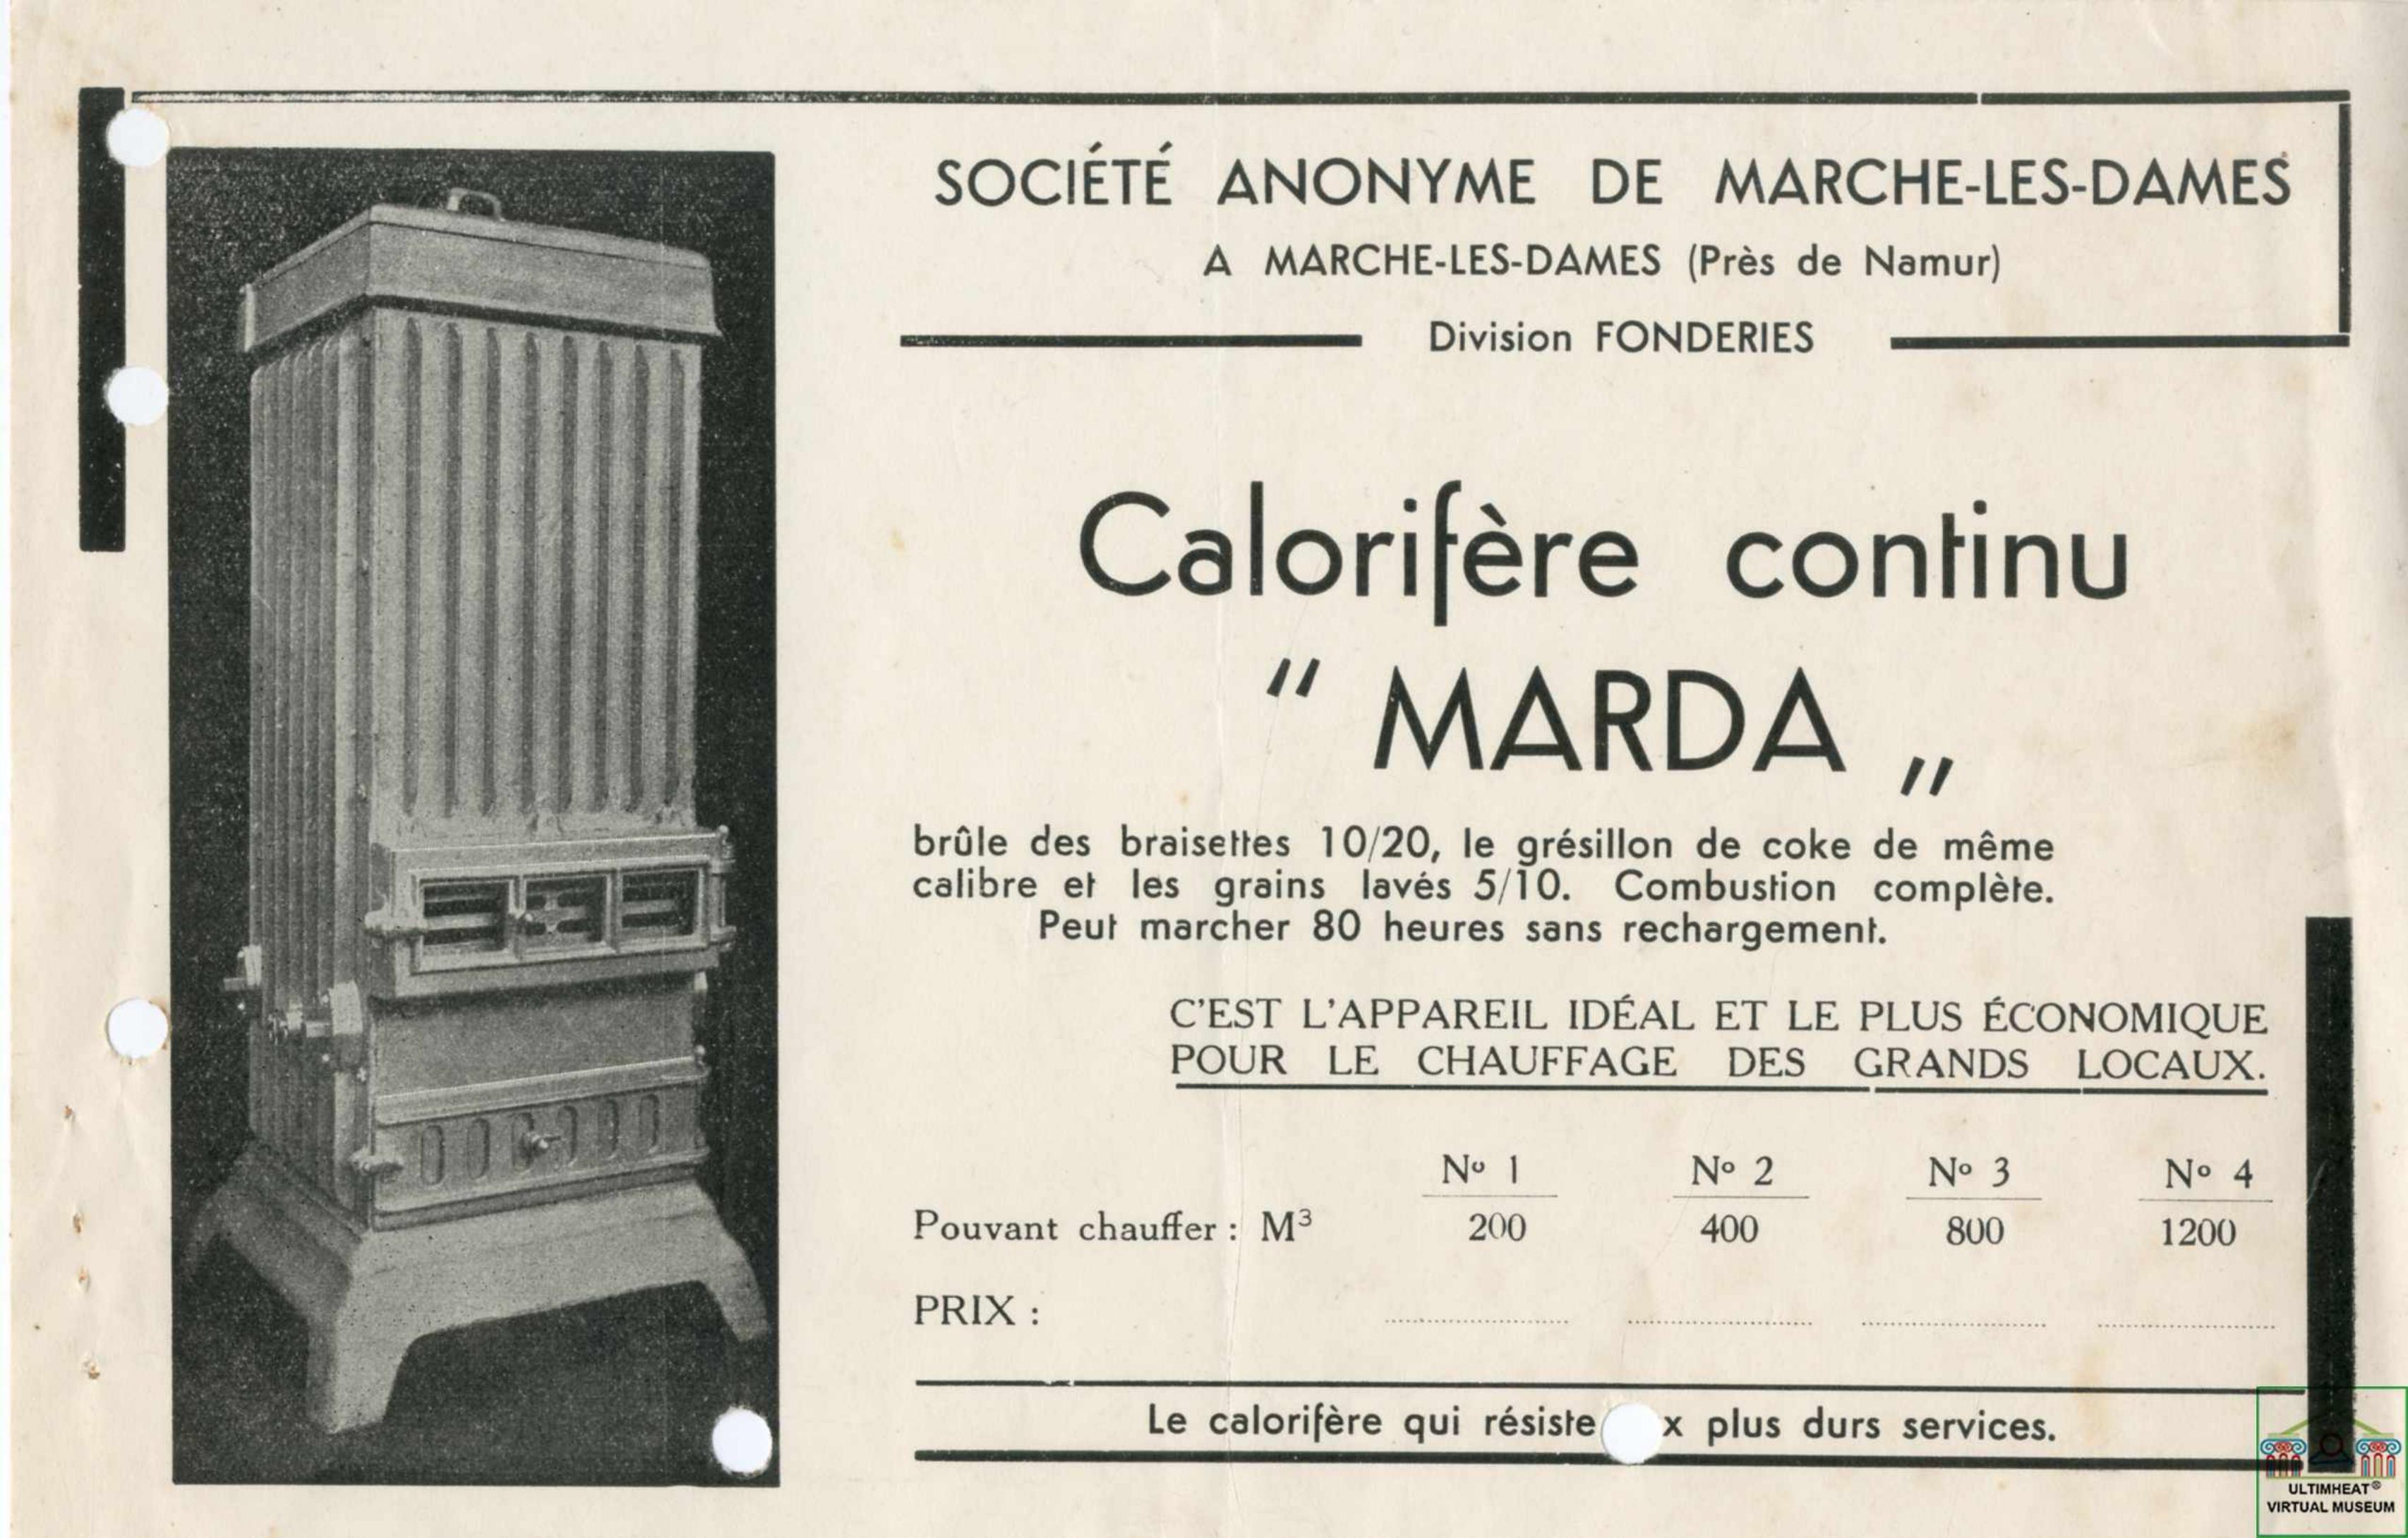 SOCIÉTÉ ANONYME DE MARCHE-LES-DAMES
A MARCHE-LES-DAMES (Près de Namur)
Division FONDERIES
Calorifère continu
“ MARDA „
brûle des braisettes 10/20, le grésillon de coke de même
calibre et les grains lavés 5/10. Combustion complète.
Peut marcher 80 heures sans rechargement.
C'EST L'APPAREIL IDÉAL ET LE PLUS ÉCONOMIQUE
POUR LE CHAUFFAGE DES GRANDS LOCAUX.
Nº 1 Nº 2 Nº 3 Nº 4
Pouvant chauffer : M³ 200 400 800 1200
PRIX :
Le calorifère qui résiste x plus durs services.
ULTIMHEAT®
VIRTUAL MUSEUM